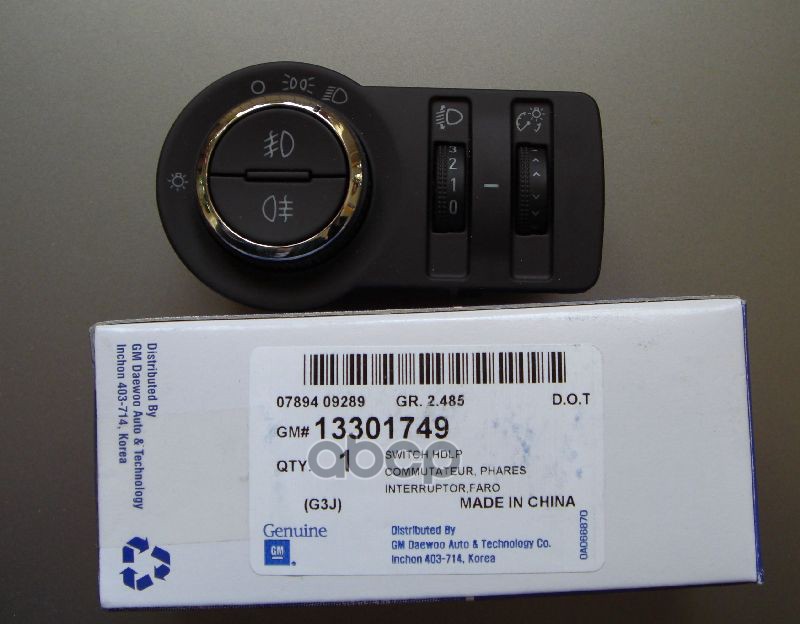 3
2
1
0
Distributed By
GM Daewoo Auto & Technology
Inchon 403-714, Korea
07894 09289 GR. 2.485 D.O.T
GM# 13301749
QTY. 1 SWITCH HDLP
COMMUTATEUR, PHARES
INTERRUPTOR,FARO
(G3J) MADE IN CHINA
Genuine
GM
Distributed By
GM Daewoo Auto & Technology Co.
Inchon 403-714, Korea
abcp